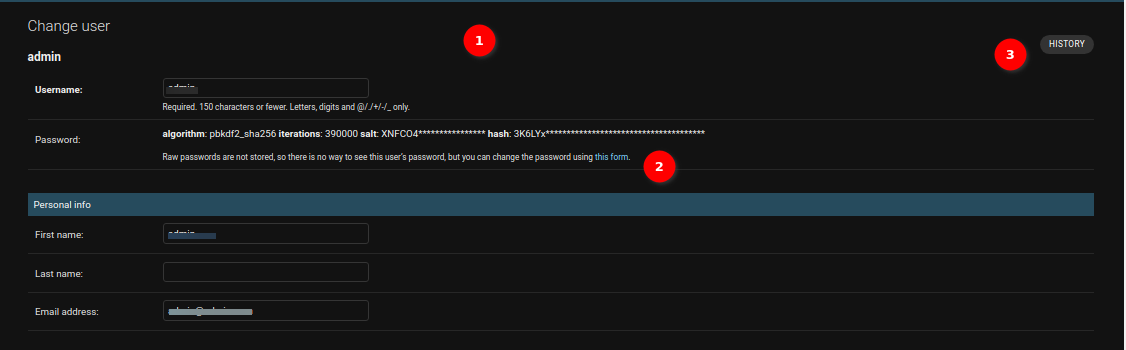 Change user
1
3
HISTORY
admin
Username:
Required. 150 characters or fewer. Letters, digits and @/./+/-/_ only.
Password:
algorithm: pbkdf2_sha256 iterations: 390000 salt: XNFCO4**************** hash: 3K6LYx**************************************
Raw passwords are not stored, so there is no way to see this user's password, but you can change the password using this form.
2
Personal info
First name:
Last name:
Email address: